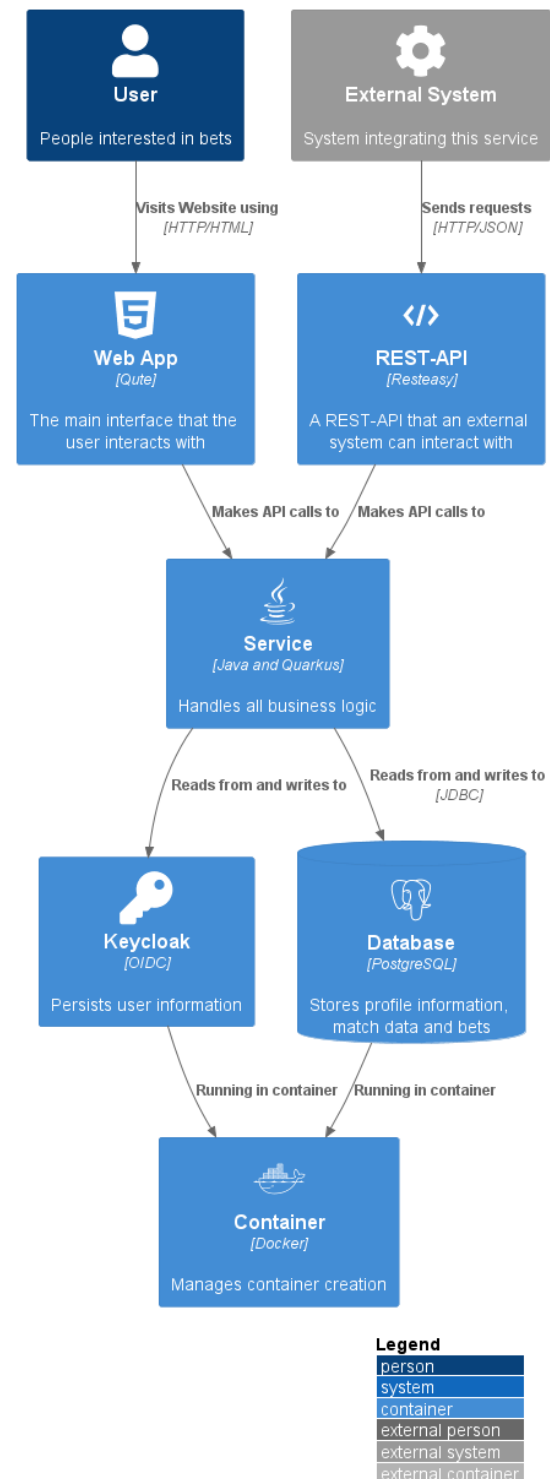 User
People interested in bets
External System
System integrating this service
Visits Website using
[HTTP/HTML]
Sends requests
[HTTP/JSON]
Web App
[Qute]
The main interface that the
user interacts with
</>
REST-API
[Resteasy]
A REST-API that an external
system can interact with
Makes API calls to
Makes API calls to
Service
[Java and Quarkus]
Handles all business logic
Reads from and writes to
Reads from and writes to
[JDBC]
Keycloak
[OIDC]
Persists user information
Database
[PostgreSQL]
Stores profile information,
match data and bets
Running in container
Running in container
Container
[Docker]
Manages container creation
Legend
person
system
container
external person
external system
external container